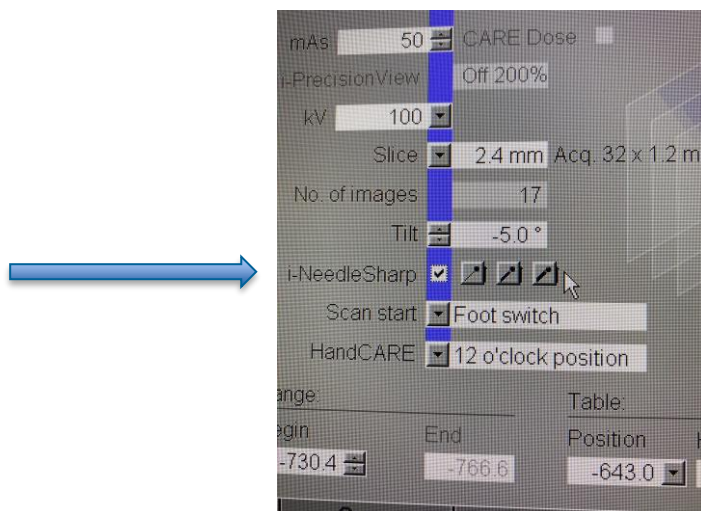 mAs 50 CARE Dose
i-PrecisionView Off 200%
kV 100
Slice 2.4 mm Acq. 32 x 1.2 m
No. of images 17
Tilt -5.0 °
i-NeedleSharp
Scan start Foot switch
HandCARE 12 o'clock position
ange: Table:
egin End Position
-730.4 -766.6 -643.0